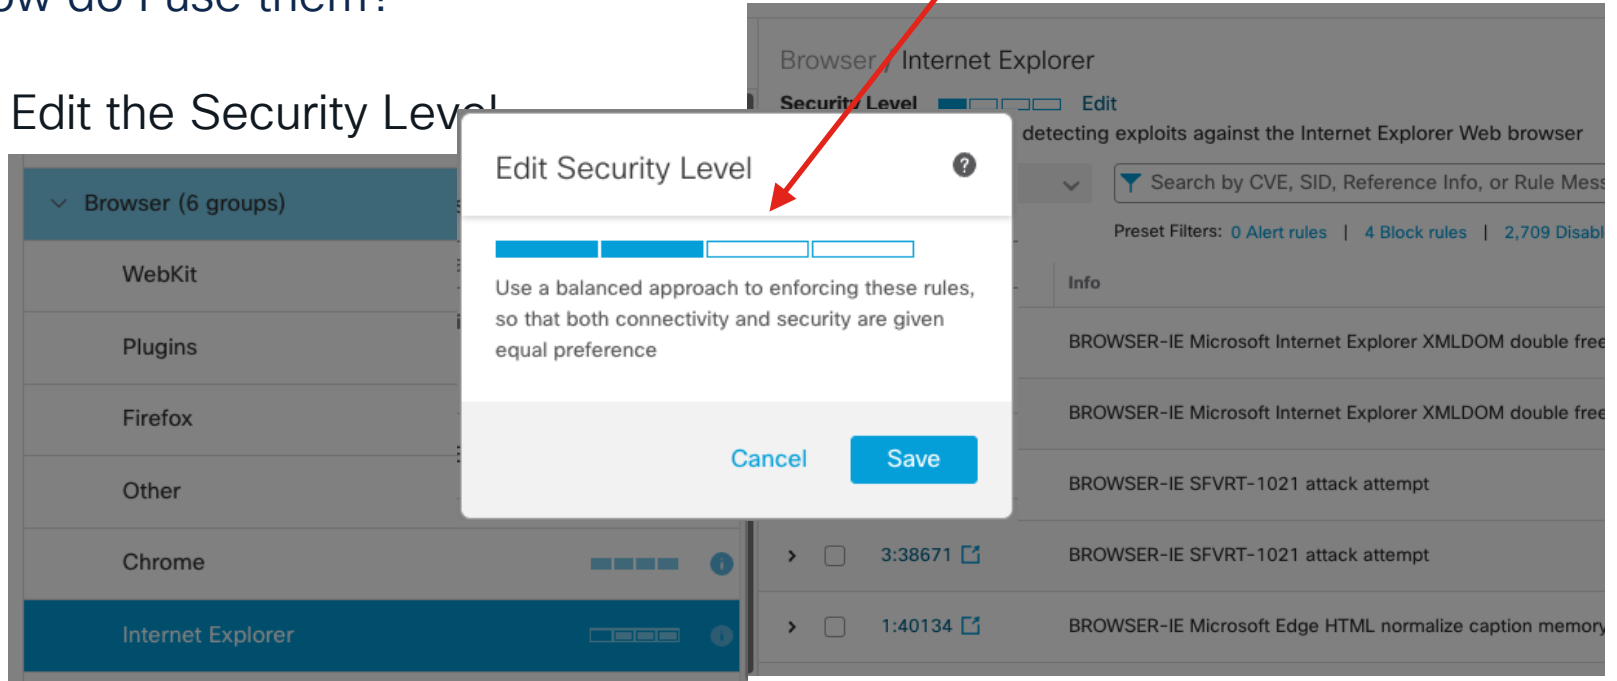 do I use them?
Edit the Security Level
Browser (6 groups)
WebKit
Plugins
Firefox
Other
Chrome
Internet Explorer
Edit Security Level
Use a balanced approach to enforcing these rules,
so that both connectivity and security are given
equal preference
Cancel
Save
Browser / Internet Explorer
Security Level Edit
detecting exploits against the Internet Explorer Web browser
Search by CVE, SID, Reference Info, or Rule Mess
Preset Filters: 0 Alert rules | 4 Block rules | 2,709 Disabl
Info
BROWSER-IE Microsoft Internet Explorer XMLDOM double free
BROWSER-IE Microsoft Internet Explorer XMLDOM double free
BROWSER-IE SFVRT-1021 attack attempt
3:38671 BROWSER-IE SFVRT-1021 attack attempt
1:40134 BROWSER-IE Microsoft Edge HTML normalize caption memory